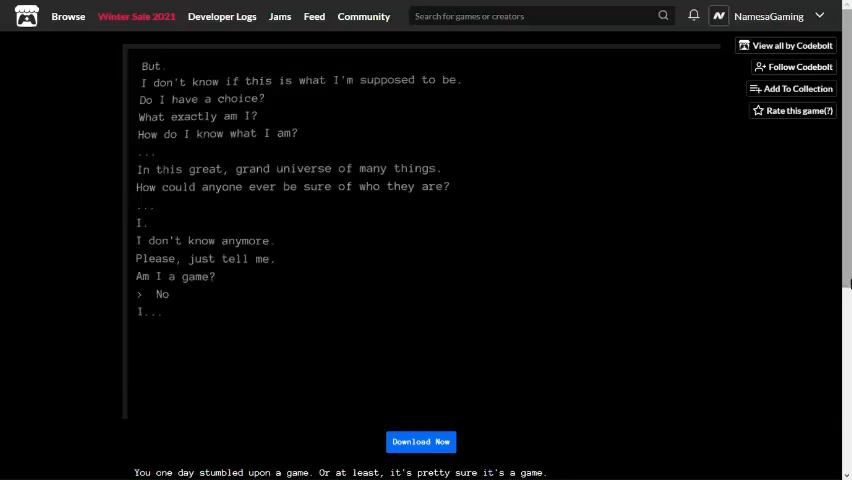 Browse Winter Sale 2021 Developer Logs Jams Feed Community Search for games or creators NamesaGaming
View all by Codebolt
Follow Codebolt
Add To Collection
Rate this game(?)
But.
I don't know if this is what I'm supposed to be.
Do I have a choice?
What exactly am I?
How do I know what I am?
...
In this great, grand universe of many things.
How could anyone ever be sure of who they are?
...
I.
I don't know anymore.
Please, just tell me.
Am I a game?
> No
I...
Download Now
You one day stumbled upon a game. Or at least, it's pretty sure it's a game.